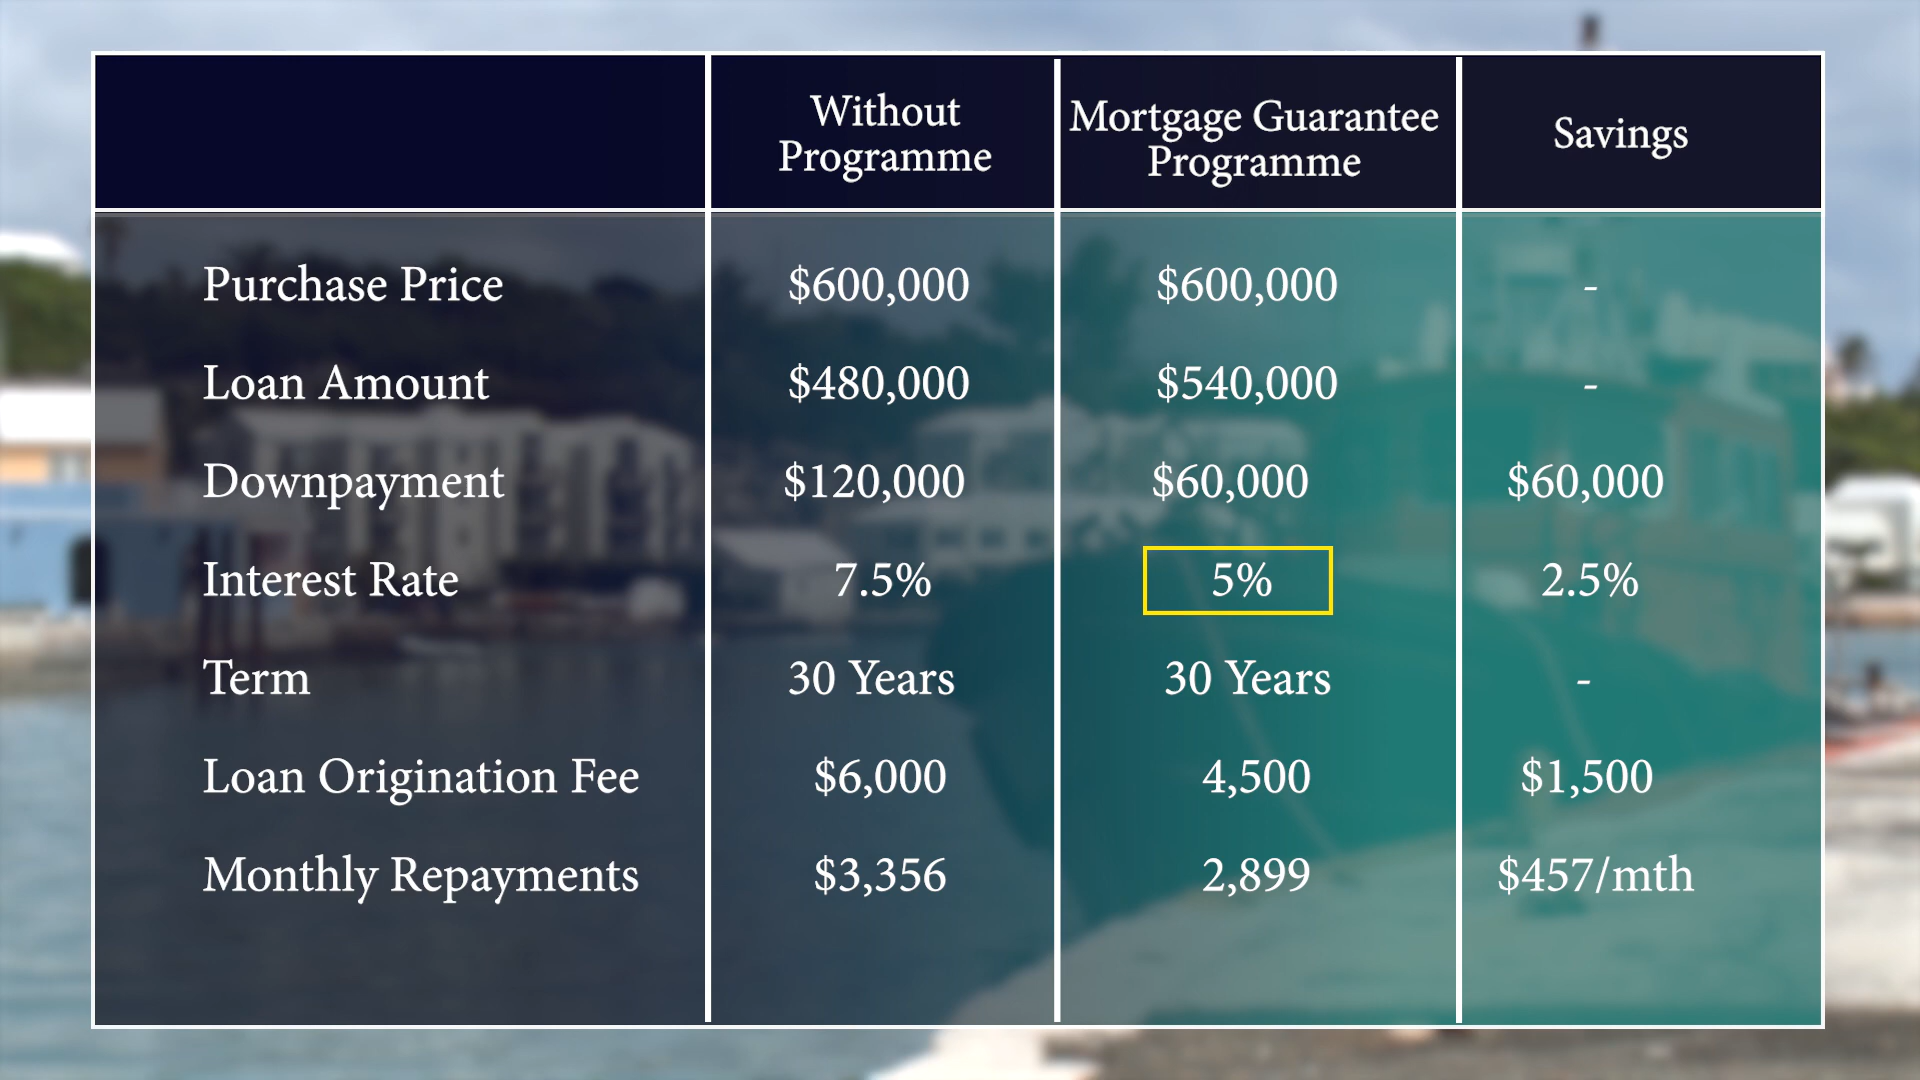 Without
Programme
Mortgage Guarantee
Programme
Savings
Purchase Price $600,000 $600,000 -
Loan Amount $480,000 $540,000 -
Downpayment $120,000 $60,000 $60,000
Interest Rate 7.5% 5% 2.5%
Term 30 Years 30 Years -
Loan Origination Fee $6,000 4,500 $1,500
Monthly Repayments $3,356 2,899 $457/mth